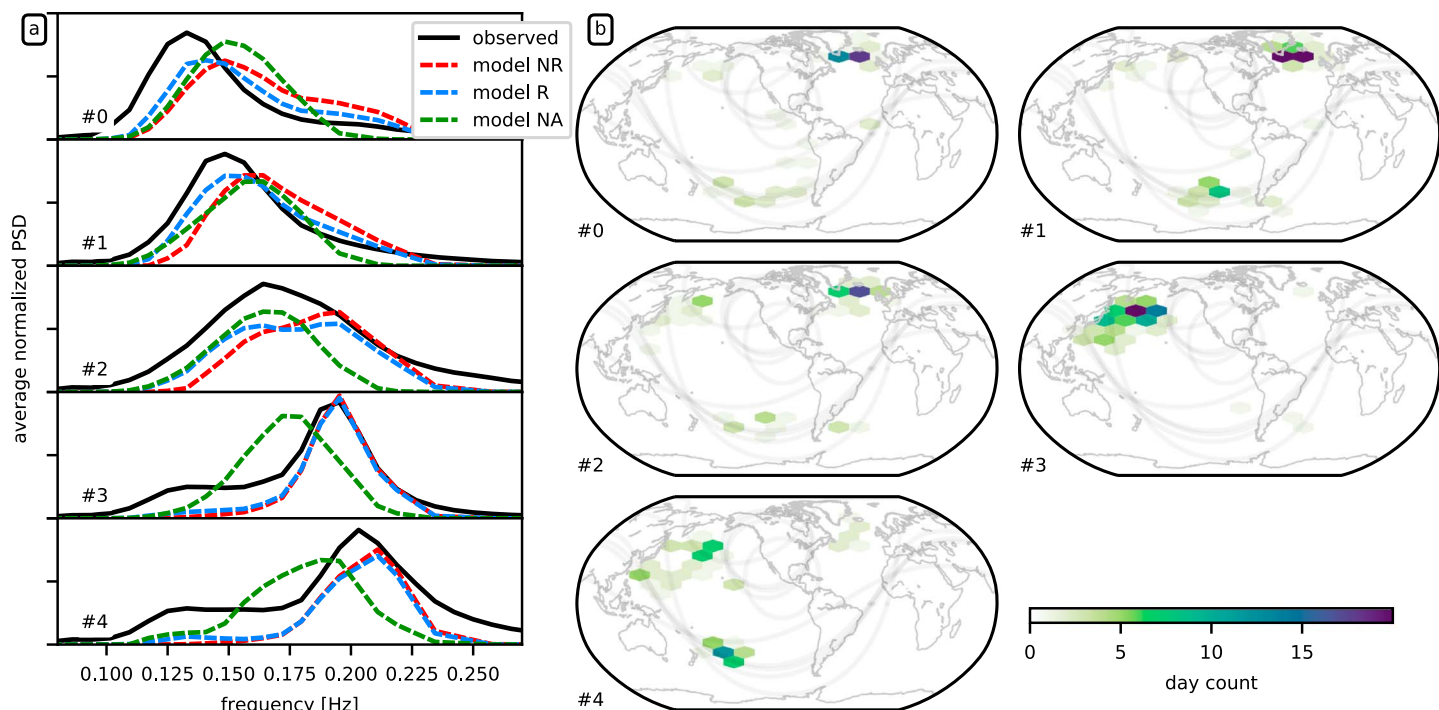 a
observed
model NR
model R
model NA
#0
#1
#2
#3
#4
average normalized PSD
0.100 0.125 0.150 0.175 0.200 0.225 0.250
frequency [Hz]
b
#0
#1
#2
#3
#4
0 5 10 15
day count